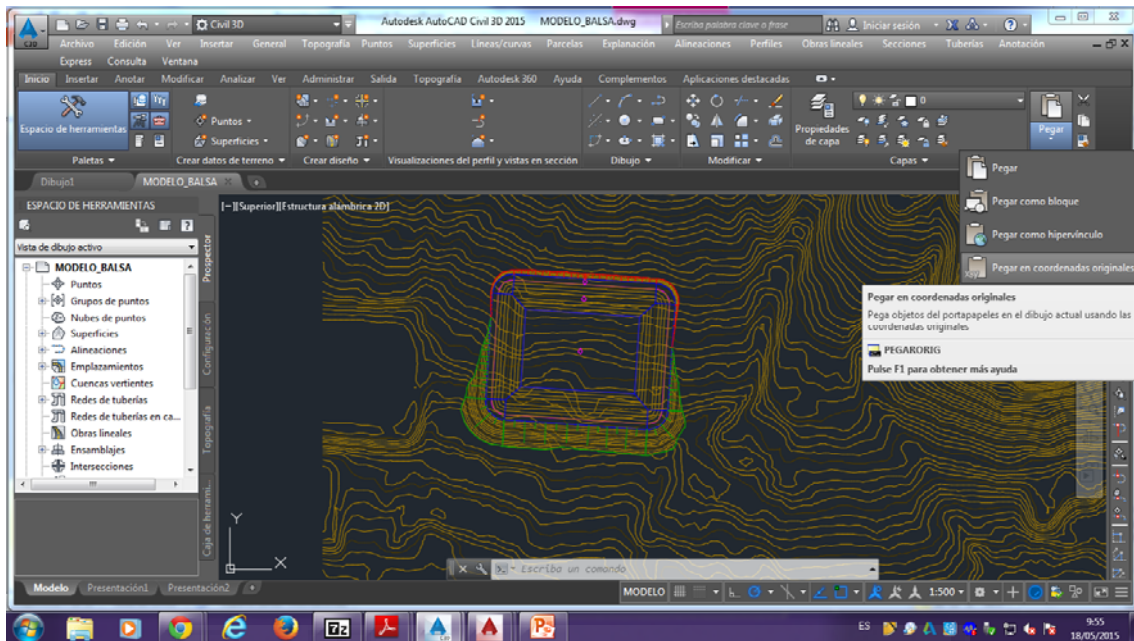 Civil 3D
Autodesk AutoCAD Civil 3D 2015 MODELO_BALSA.dwg
Escriba palabra clave o frase
Iniciar sesión
C3D
Archivo Edición Ver Insertar General Topografía Puntos Superficies Líneas/curvas Parcelas Explanación Alineaciones Perfiles Obras lineales Secciones Tuberías Anotación
Express Consulta Ventana
Inicio Insertar Anotar Modificar Analizar Ver Administrar Salida Topografía Autodesk 360 Ayuda Complementos Aplicaciones destacadas
Espacio de herramientas
Puntos
Superficies
Propiedades
de capa
0
Pegar
Paletas Crear datos de terreno Crear diseño Visualizaciones del perfil y vistas en sección Dibujo Modificar Capas
Dibujo1 MODELO_BALSA
Pegar
Pegar como bloque
Pegar como hipervínculo
Pegar en coordenadas originales
Pegar en coordenadas originales
Pega objetos del portapapeles en el dibujo actual usando las
coordenadas originales
PEGARORIG
Pulse F1 para obtener más ayuda
ESPACIO DE HERRAMIENTAS
Vista de dibujo activo
MODELO_BALSA
Puntos
Grupos de puntos
Nubes de puntos
Superficies
Alineaciones
Emplazamientos
Cuencas vertientes
Redes de tuberías
Redes de tuberías en ca...
Obras lineales
Ensamblajes
Intersecciones
Prospector
Configuración
Topografía
Caja de herrami...
[−][Superior][Estructura alámbrica 2D]
Y
X
Escriba un comando
Modelo Presentación1 Presentación2
MODELO
1:500
ES
9:55
18/05/2015